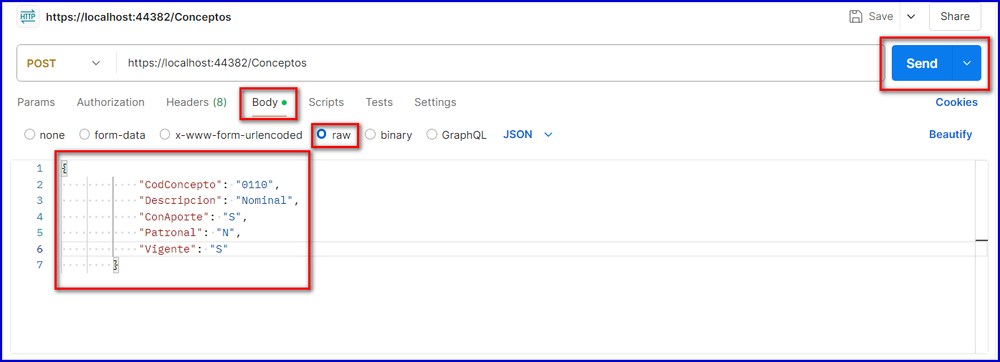 HTTP https://localhost:44382/Conceptos Save Share
POST https://localhost:44382/Conceptos Send
Params Authorization Headers (8) Body Scripts Tests Settings Cookies
none form-data x-www-form-urlencoded raw binary GraphQL JSON Beautify
1 {
2 "CodConcepto": "0110",
3 "Descripcion": "Nominal",
4 "ConAporte": "S",
5 "Patronal": "N",
6 "Vigente": "S"
7 }